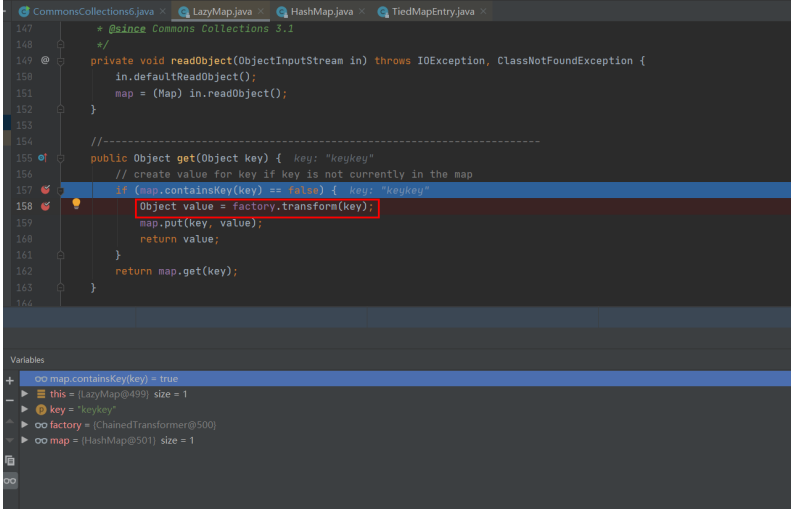 CommonsCollections6.java × LazyMap.java × HashMap.java × TiedMapEntry.java ×
147 * @since Commons Collections 3.1
148 */
149 @ private void readObject(ObjectInputStream in) throws IOException, ClassNotFoundException {
150 in.defaultReadObject();
151 map = (Map) in.readObject();
152 }
153
154 //-----------------------------------------------------------------------
155 public Object get(Object key) { key: "keykey"
156 // create value for key if key is not currently in the map
157 if (map.containsKey(key) == false) { key: "keykey"
158 Object value = factory.transform(key);
159 map.put(key, value);
160 return value;
161 }
162 return map.get(key);
163 }
164
Variables
map.containsKey(key) = true
this = {LazyMap@499} size = 1
key = "keykey"
factory = {ChainedTransformer@500}
map = {HashMap@501} size = 1